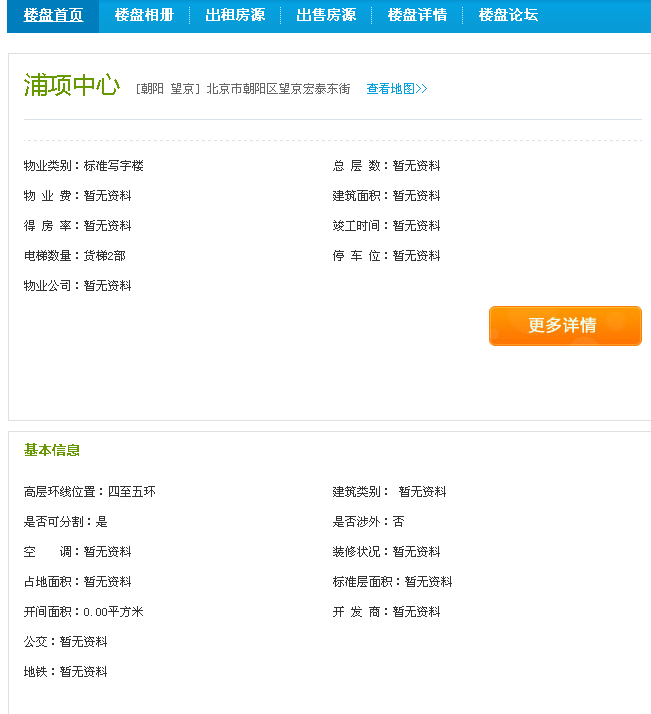 楼盘首页 楼盘相册 出租房源 出售房源 楼盘详情 楼盘论坛
浦项中心 [朝阳 望京] 北京市朝阳区望京宏泰东街 查看地图>>
物业类别：标准写字楼 总 层 数：暂无资料
物 业 费：暂无资料 建筑面积：暂无资料
得 房 率：暂无资料 竣工时间：暂无资料
电梯数量：货梯2部 停 车 位：暂无资料
物业公司：暂无资料
更多详情
基本信息
高层环线位置：四至五环 建筑类别： 暂无资料
是否可分割：是 是否涉外：否
空 调：暂无资料 装修状况：暂无资料
占地面积：暂无资料 标准层面积：暂无资料
开间面积：0.00平方米 开 发 商：暂无资料
公交：暂无资料
地铁：暂无资料